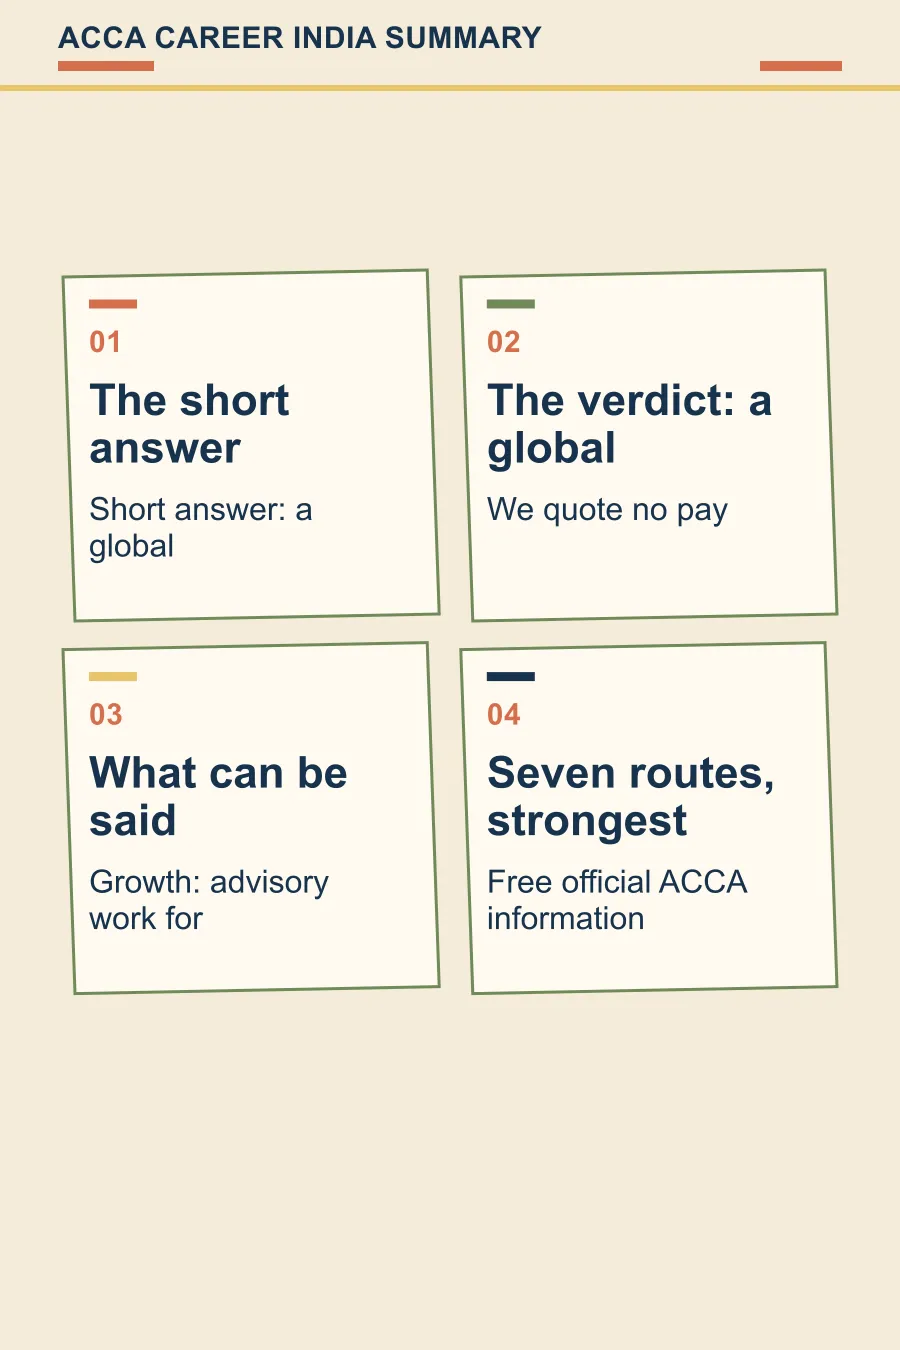 ACCA CAREER INDIA SUMMARY
01
The short
answer
Short answer: a
global
02
The verdict: a
global
We quote no pay
03
What can be
said
Growth: advisory
work for
04
Seven routes,
strongest
Free official ACCA
information